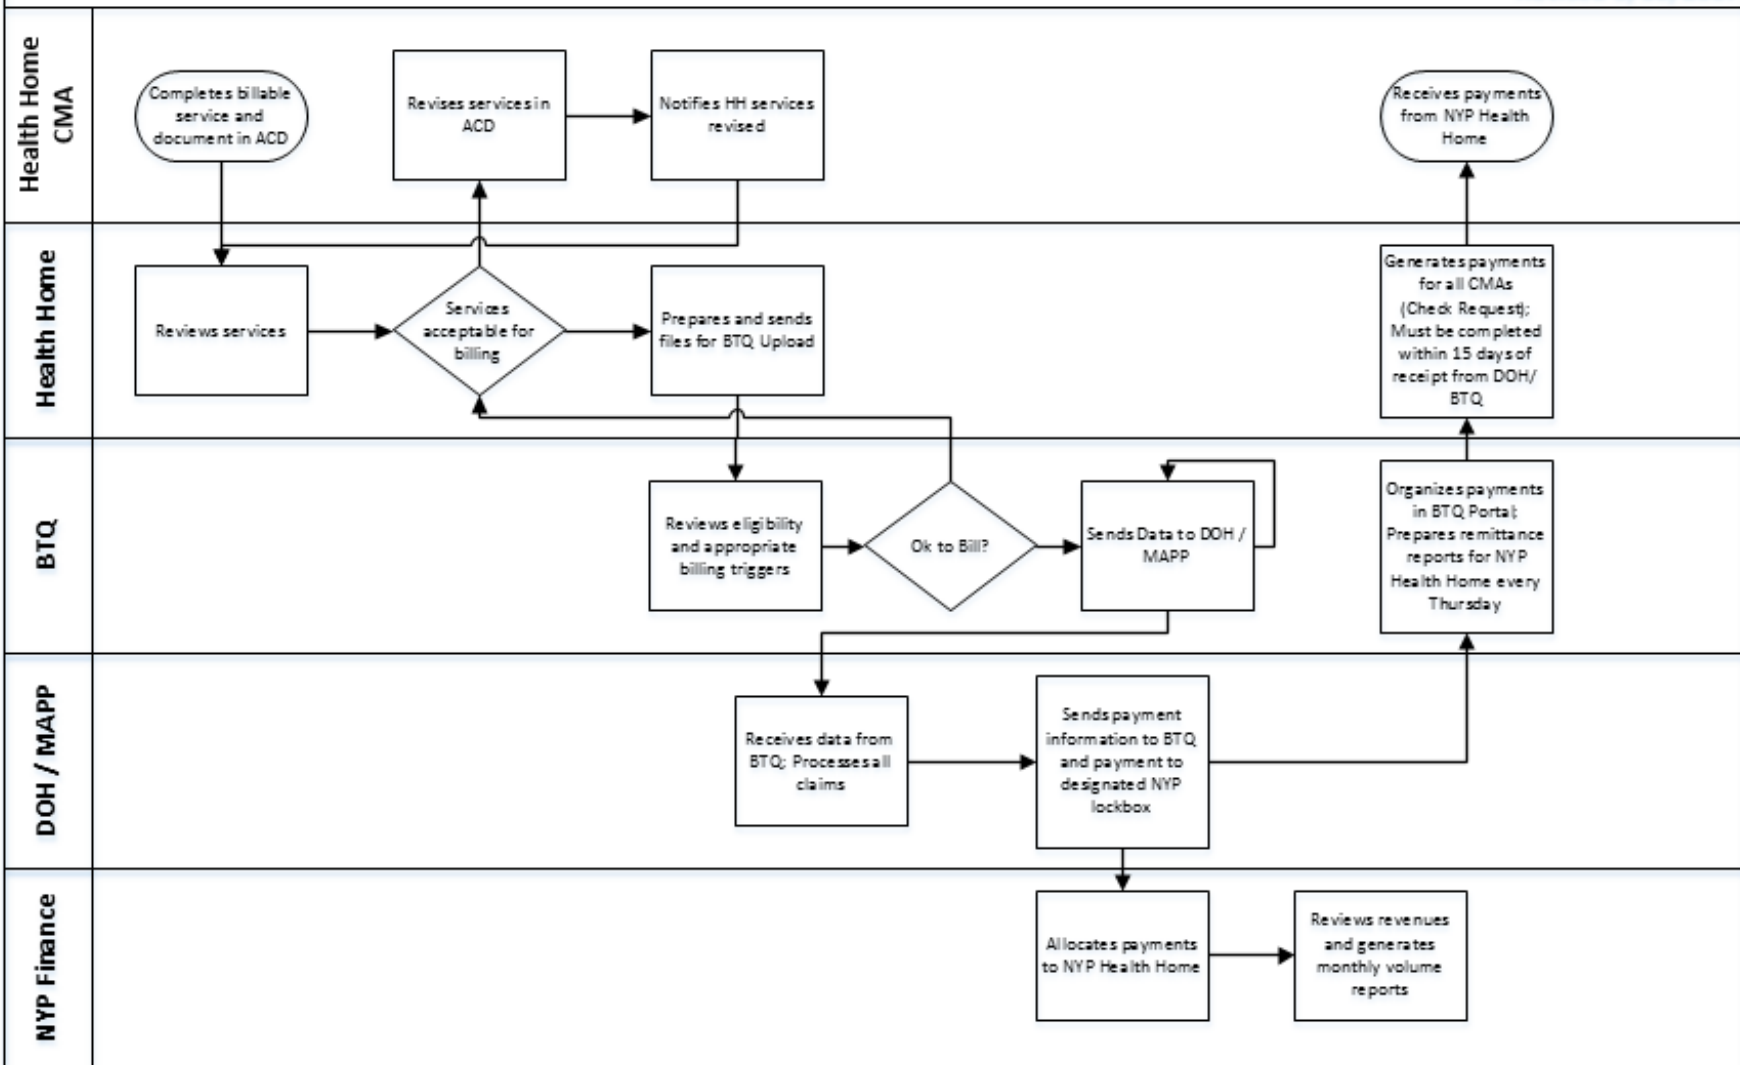 Health Home
CMA
Completes billable
service and
document in ACD
Revises services in
ACD
Notifies HH services
revised
Receives payments
from NYP Health
Home
Health Home
Reviews services
Services
acceptable for
billing
Prepares and sends
files for BTQ Upload
Generates payments
for all CMAs
(Check Request);
Must be completed
within 15 days of
receipt from DOH/
BTQ
BTQ
Reviews eligibility
and appropriate
billing triggers
Ok to Bill?
Sends Data to DOH /
MAPP
Organizes payments
in BTQ Portal;
Prepares remittance
reports for NYP
Health Home every
Thursday
DOH / MAPP
Receives data from
BTQ; Processes all
claims
Sends payment
information to BTQ
and payment to
designated NYP
lockbox
NYP Finance
Allocates payments
to NYP Health Home
Reviews revenues
and generates
monthly volume
reports